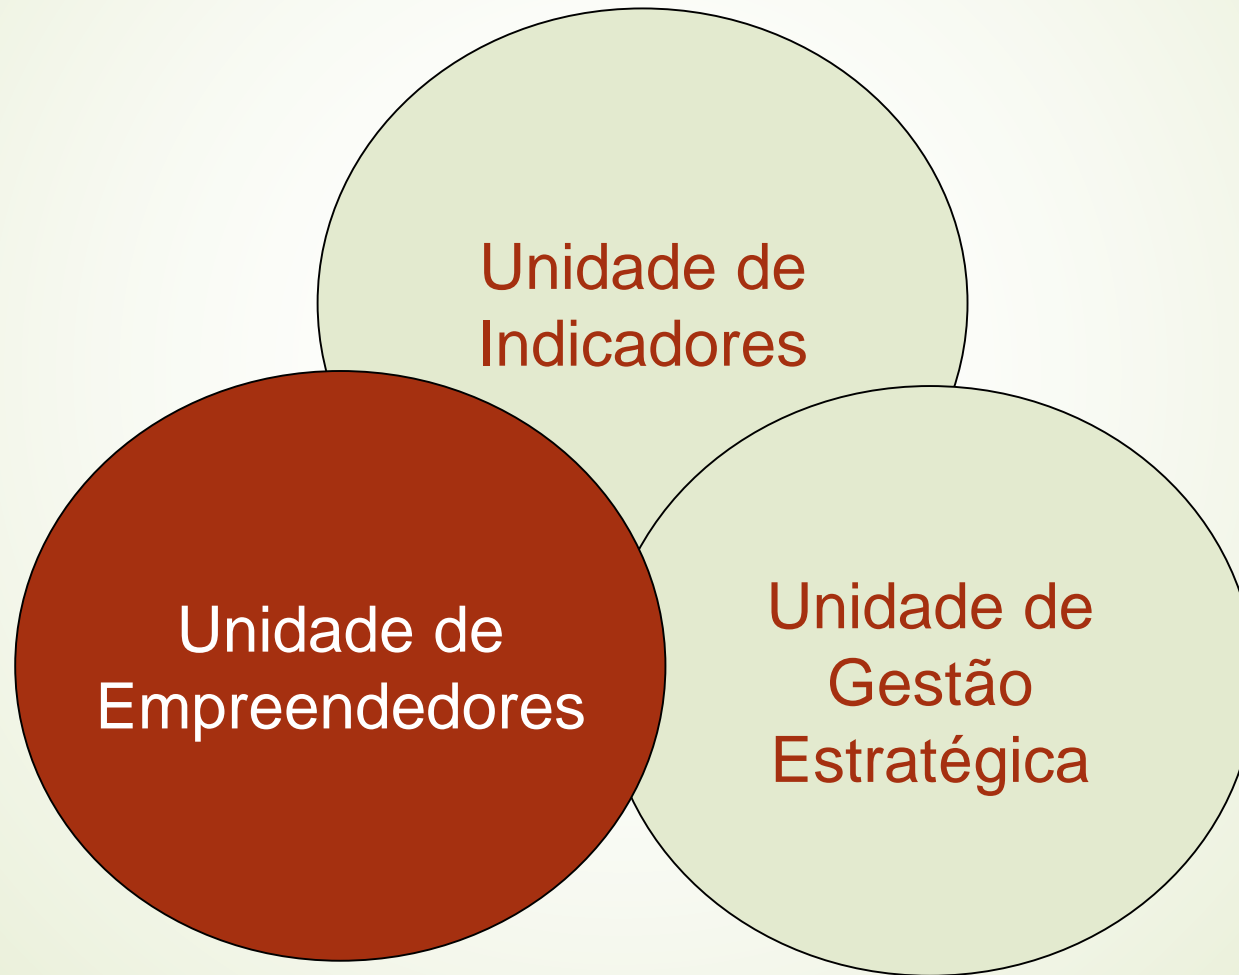 Unidade de
Indicadores
Unidade de
Empreendedores
Unidade de
Gestão
Estratégica